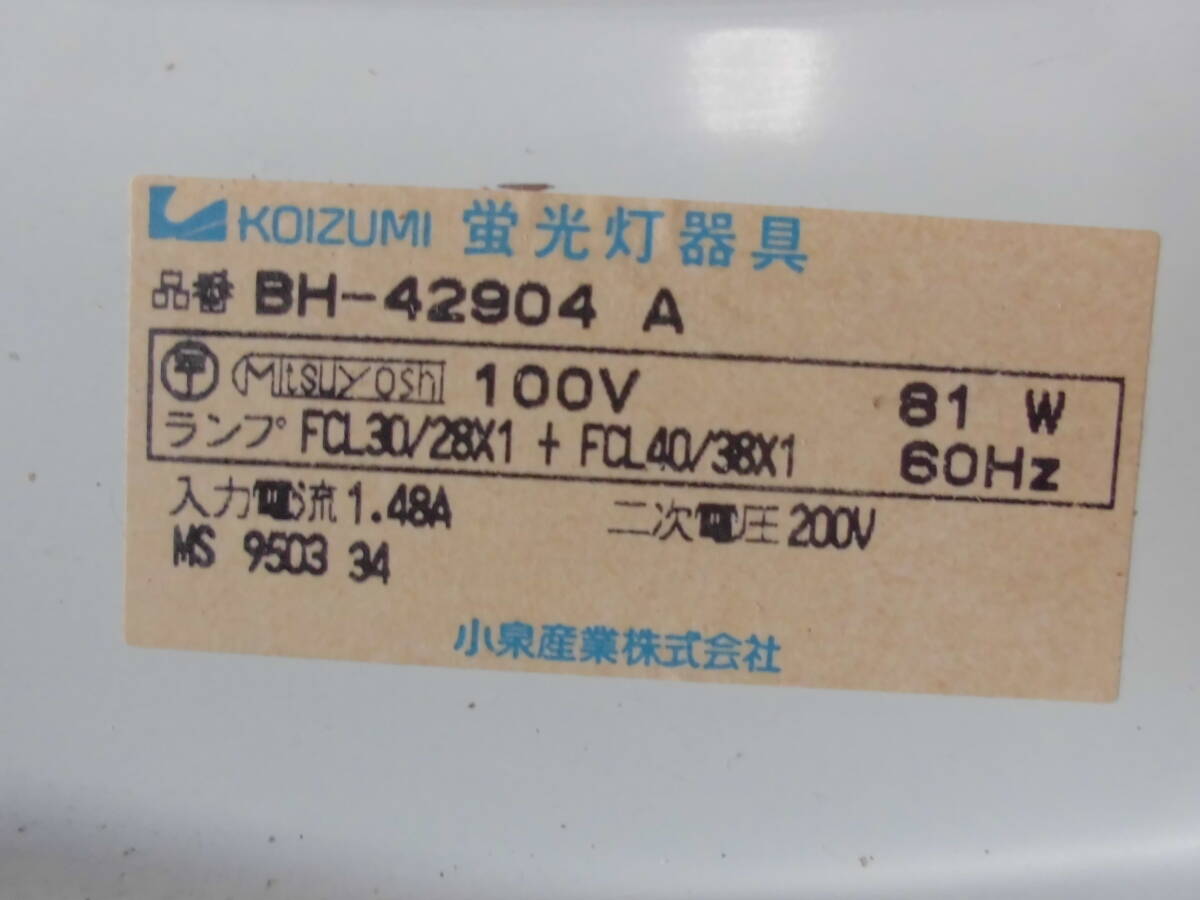 KOIZUMI 蛍光灯器具
品番 BH-42904 A
〒 Mitsuyoshi 100V 81 W
ランプ FCL30/28X1 + FCL40/38X1 60Hz
入力電流 1.48A 二次電圧 200V
MS 9503 34
小泉産業株式会社